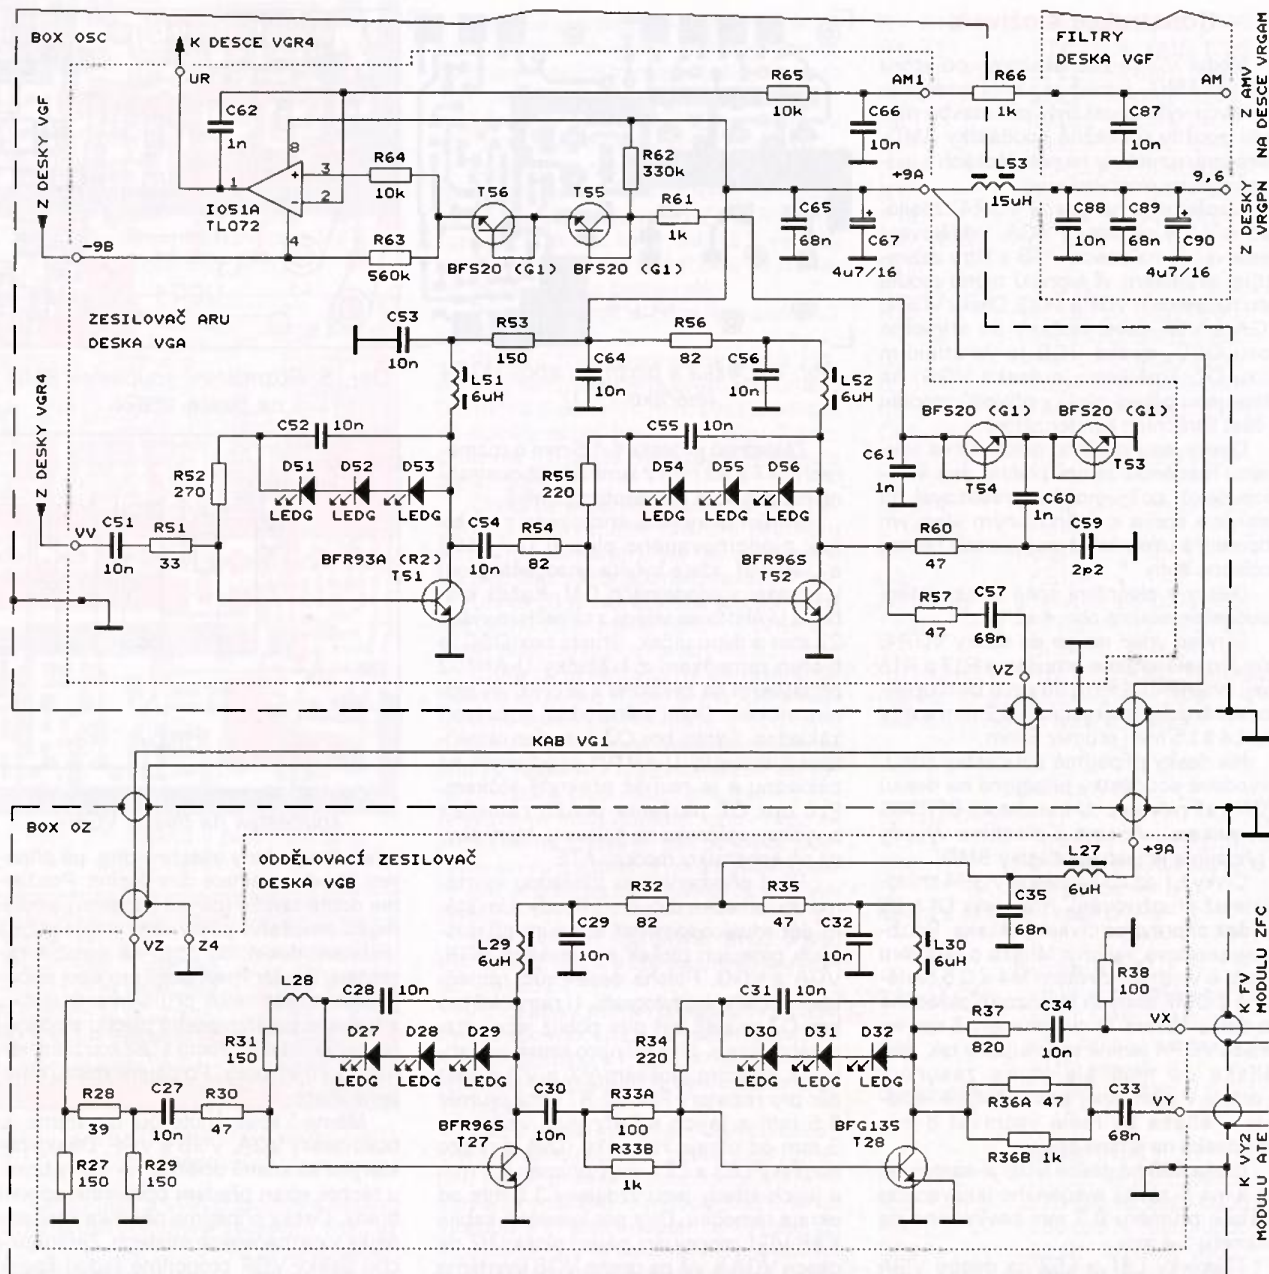 BOX OSC
K DESCE VGR4
UR
Z DESKY VGF
-9B
C62
1n
8
3
2
1
4
+
-
IO51A
TL072
R64
10k
R63
560k
T56
T55
BFS20 (G1)
BFS20 (G1)
R62
330k
R61
1k
R65
10k
AM1
C66
10n
R66
1k
FILTRY
DESKA VGF
C87
10n
AM
Z AMV
NA DESCE VRGAM
+9A
L53
15uH
C65
68n
C67
4u7/16
C88
10n
C89
68n
C90
4u7/16
9,6
Z DESKY
VRGPN
ZESILOVAČ ARU
DESKA VGA
C53
10n
R53
150
R56
82
C64
10n
C56
10n
L51
6uH
L52
6uH
Z DESKY VGR4
VV
C51
10n
R51
33
R52
270
C52
10n
D51
D52
D53
LEDG
LEDG
LEDG
BFR93A (R2)
T51
C54
10n
R54
82
R55
220
C55
10n
D54
D55
D56
LEDG
LEDG
LEDG
BFR96S
T52
BFS20 (G1)
BFS20 (G1)
C61
1n
T54
T53
C60
1n
R60
47
C59
2p2
R57
47
C57
68n
VZ
KAB VG1
BOX OZ
ODDĚLOVACÍ ZESILOVAČ
DESKA VGB
+9A
L27
6uH
C35
68n
VZ
Z4
L28
L29
6uH
C29
10n
R32
82
R35
47
C32
10n
L30
6uH
R38
100
C28
10n
R31
150
D27
D28
D29
LEDG
LEDG
LEDG
C31
10n
R34
220
D30
D31
D32
LEDG
LEDG
LEDG
R37
820
C34
10n
VX
K FV
MODULU ZFC
R28
39
C27
10n
R30
47
R27
150
R29
150
BFR96S
T27
C30
10n
R33A
100
R33B
1k
BFG135
T28
R36A
47
R36B
1k
C33
68n
VY
K VY2
MODULU ATE